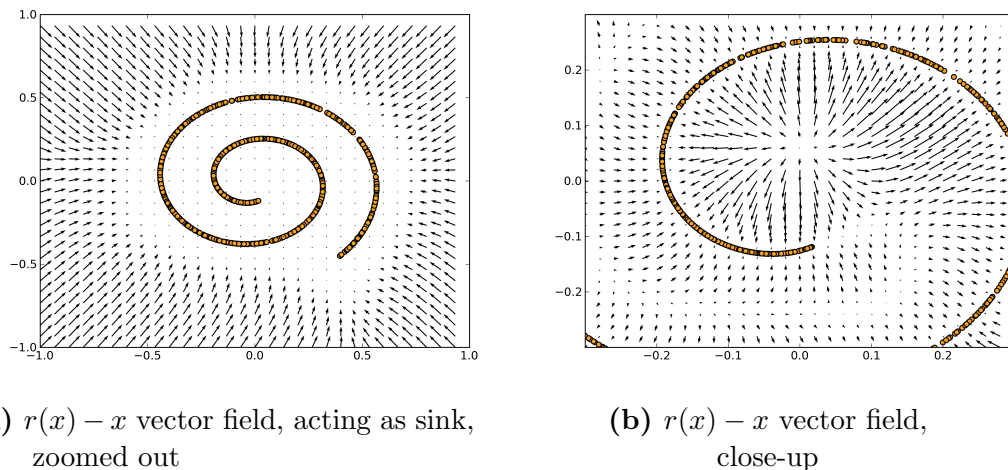 1.0
0.5
0.0
−0.5
−1.0
−1.0 −0.5 0.0 0.5 1.0
0.2
0.1
0.0
−0.1
−0.2
−0.2 −0.1 0.0 0.1 0.2
) r(x) − x vector field, acting as sink,
zoomed out
(b) r(x) − x vector field,
close-up